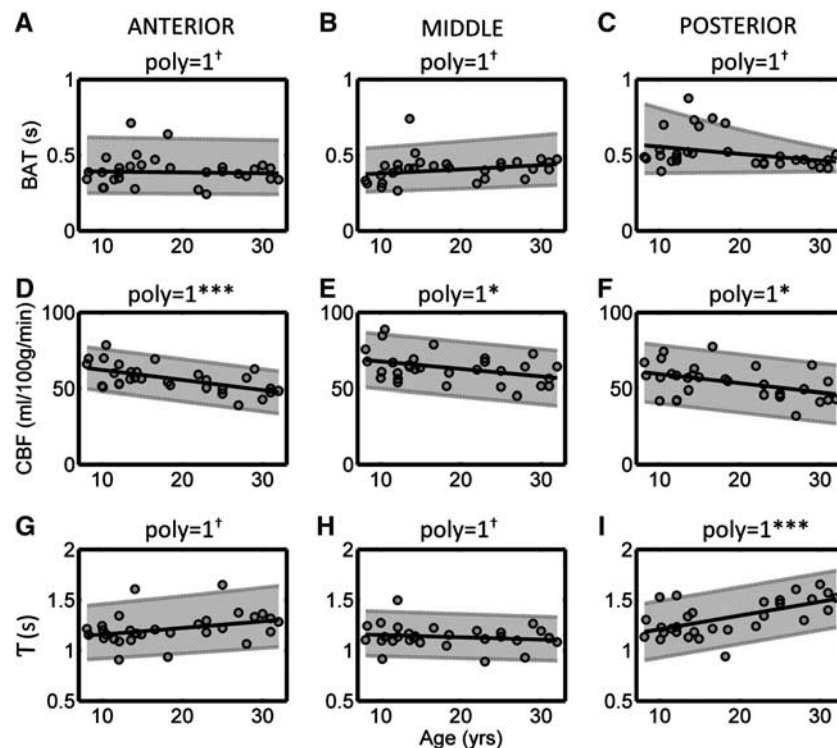 A ANTERIOR B MIDDLE C POSTERIOR
poly=1† poly=1† poly=1†
BAT (s)
1 1 1
0.5 0.5 0.5
0 0 0
10 20 30 10 20 30 10 20 30
D poly=1*** E poly=1* F poly=1*
CBF (ml/100g/min)
100 100 100
50 50 50
0 0 0
10 20 30 10 20 30 10 20 30
G poly=1† H poly=1† I poly=1***
T (s)
2 2 2
1.5 1.5 1.5
1 1 1
0.5 0.5 0.5
10 20 30 10 20 30 10 20 30
Age (yrs)